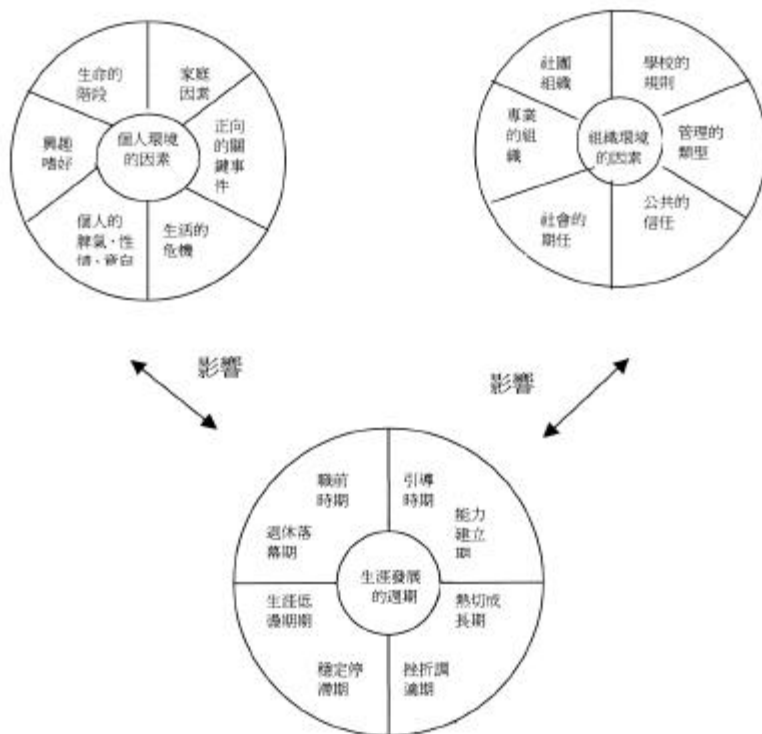 生命的
階段
家庭
因素
興趣
嗜好
個人環境
的因素
正向
的關
鍵事
件
個人的
脾氣、性
生活的
危機
社團
組織
學校的
規則
專業
的組
織
組織環境
的因素
管理的
類型
社會的
期任
公共的
信任
影響
影響
職前
時期
引導
時期
能力
建立
期
退休落
幕期
生涯發展
的週期
生涯低
熱切成
長期
穩定停
滯期
挫折調
適期